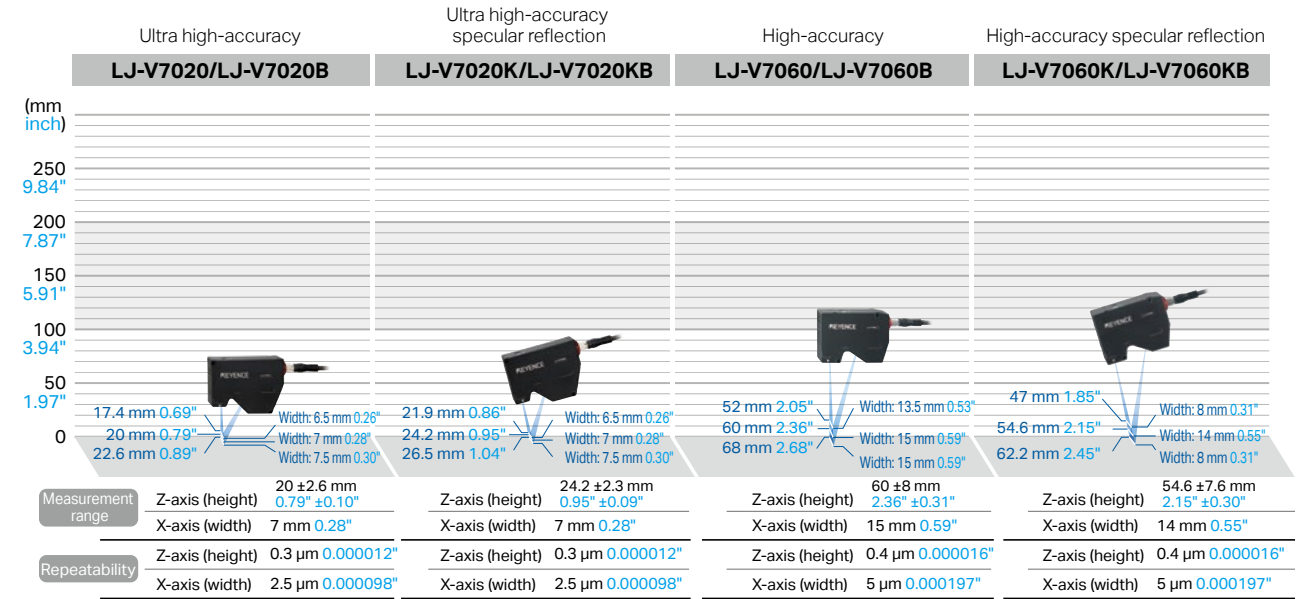 Ultra high-accuracy
Ultra high-accuracy
specular reflection
High-accuracy
High-accuracy specular reflection
LJ-V7020/LJ-V7020B
LJ-V7020K/LJ-V7020KB
LJ-V7060/LJ-V7060B
LJ-V7060K/LJ-V7060KB
(mm
inch)
250
9.84"
200
7.87"
150
5.91"
100
3.94"
50
1.97"
0
KEYENCE
17.4 mm 0.69"
20 mm 0.79"
22.6 mm 0.89"
Width: 6.5 mm 0.26"
Width: 7 mm 0.28"
Width: 7.5 mm 0.30"
KEYENCE
21.9 mm 0.86"
24.2 mm 0.95"
26.5 mm 1.04"
Width: 6.5 mm 0.26"
Width: 7 mm 0.28"
Width: 7.5 mm 0.30"
KEYENCE
52 mm 2.05"
60 mm 2.36"
68 mm 2.68"
Width: 13.5 mm 0.53"
Width: 15 mm 0.59"
Width: 15 mm 0.59"
KEYENCE
47 mm 1.85"
54.6 mm 2.15"
62.2 mm 2.45"
Width: 8 mm 0.31"
Width: 14 mm 0.55"
Width: 8 mm 0.31"
Measurement
range
Z-axis (height) 20 ±2.6 mm
0.79" ±0.10"
Z-axis (height) 24.2 ±2.3 mm
0.95" ±0.09"
Z-axis (height) 60 ±8 mm
2.36" ±0.31"
Z-axis (height) 54.6 ±7.6 mm
2.15" ±0.30"
X-axis (width) 7 mm 0.28"
X-axis (width) 7 mm 0.28"
X-axis (width) 15 mm 0.59"
X-axis (width) 14 mm 0.55"
Repeatability
Z-axis (height) 0.3 µm 0.000012"
Z-axis (height) 0.3 µm 0.000012"
Z-axis (height) 0.4 µm 0.000016"
Z-axis (height) 0.4 µm 0.000016"
X-axis (width) 2.5 µm 0.000098"
X-axis (width) 2.5 µm 0.000098"
X-axis (width) 5 µm 0.000197"
X-axis (width) 5 µm 0.000197"